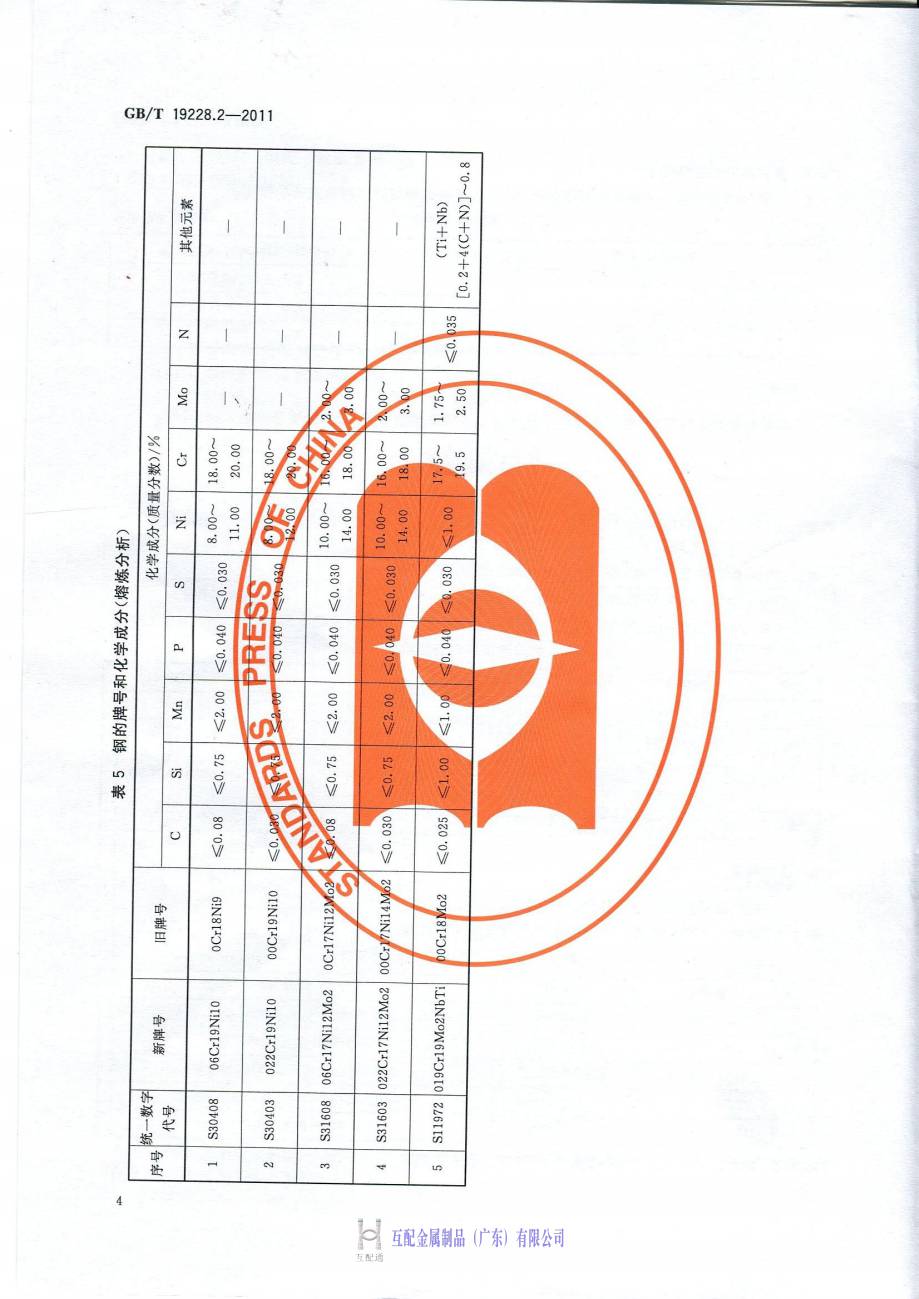 GB/T 19228.2—2011
表 5 钢的牌号和化学成分(熔炼分析)
序号 统一数字代号 新牌号 旧牌号 化学成分(质量分数)/%
C Si Mn P S Ni Cr Mo N 其他元素
1 S30408 06Cr19Ni10 0Cr18Ni9 ≤0.08 ≤0.75 ≤2.00 ≤0.040 ≤0.030 8.00～11.00 18.00～20.00 — — —
2 S30403 022Cr19Ni10 00Cr19Ni10 ≤0.030 ≤0.75 ≤2.00 ≤0.040 ≤0.030 8.00～12.00 18.00～20.00 — — —
3 S31608 06Cr17Ni12Mo2 0Cr17Ni12Mo2 ≤0.08 ≤0.75 ≤2.00 ≤0.040 ≤0.030 10.00～14.00 16.00～18.00 2.00～3.00 — —
4 S31603 022Cr17Ni12Mo2 00Cr17Ni14Mo2 ≤0.030 ≤0.75 ≤2.00 ≤0.040 ≤0.030 10.00～14.00 16.00～18.00 2.00～3.00 — —
5 S11972 019Cr19Mo2NbTi 00Cr18Mo2 ≤0.025 ≤1.00 ≤1.00 ≤0.040 ≤0.030 ≤1.00 17.5～19.5 1.75～2.50 ≤0.035 (Ti+Nb)[0.2+4(C+N)]～0.8
STANDARDS PRESS OF CHINA
4
互配通
互配金属制品（广东）有限公司